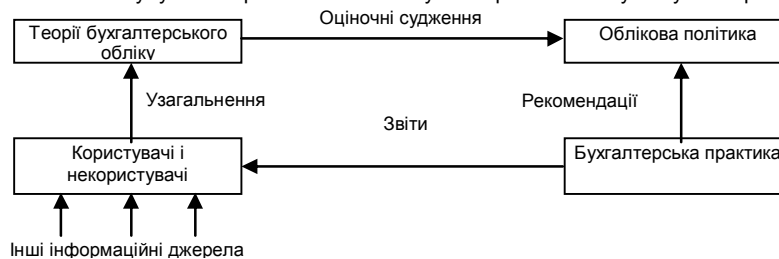 Оціночні судження
Теорії бухгалтерського
обліку
Облікова політика
Узагальнення
Рекомендації
Звіти
Користувачі і
некористувачі
Бухгалтерська практика
Інші інформаційні джерела